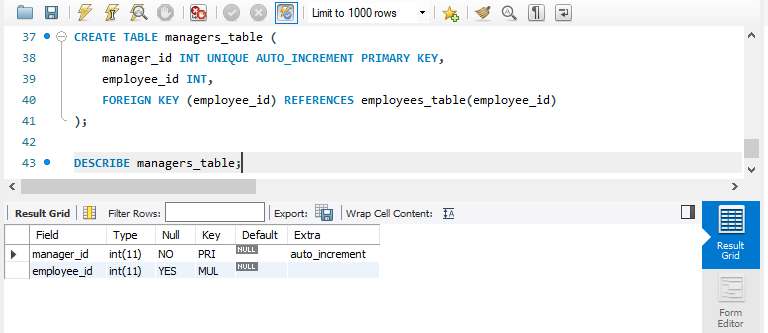 Limit to 1000 rows
37 CREATE TABLE managers_table (
38 manager_id INT UNIQUE AUTO_INCREMENT PRIMARY KEY,
39 employee_id INT,
40 FOREIGN KEY (employee_id) REFERENCES employees_table(employee_id)
41 );
42
43 DESCRIBE managers_table;
Result Grid Filter Rows: Export: Wrap Cell Content: IA
Field Type Null Key Default Extra
manager_id int(11) NO PRI NULL auto_increment
employee_id int(11) YES MUL NULL
Result
Grid
Form
Editor